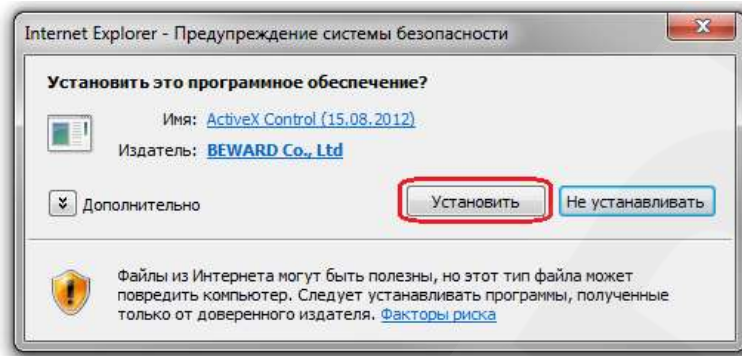 Internet Explorer - Предупреждение системы безопасности
Установить это программное обеспечение?
Имя: ActiveX Control (15.08.2012)
Издатель: BEWARD Co., Ltd
Дополнительно Установить Не устанавливать
Файлы из Интернета могут быть полезны, но этот тип файла может
повредить компьютер. Следует устанавливать программы, полученные
только от доверенного издателя. Факторы риска